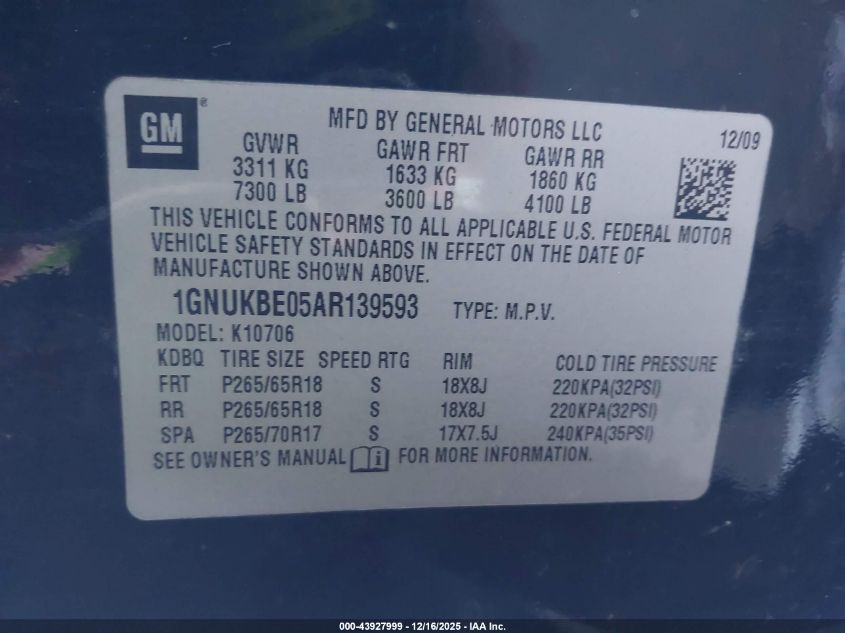 GM®
MFD BY GENERAL MOTORS LLC
12/09
GVWR GAWR FRT GAWR RR
3311 KG 1633 KG 1860 KG
7300 LB 3600 LB 4100 LB
THIS VEHICLE CONFORMS TO ALL APPLICABLE U.S. FEDERAL MOTOR
VEHICLE SAFETY STANDARDS IN EFFECT ON THE DATE OF
MANUFACTURE SHOWN ABOVE.
1GNUKBE05AR139593 TYPE: M.P.V.
MODEL: K10706
KDBQ TIRE SIZE SPEED RTG RIM COLD TIRE PRESSURE
FRT P265/65R18 S 18X8J 220KPA(32PSI)
RR P265/65R18 S 18X8J 220KPA(32PSI)
SPA P265/70R17 S 17X7.5J 240KPA(35PSI)
SEE OWNER'S MANUAL i FOR MORE INFORMATION.
000-43927999 - 12/16/2025 - IAA Inc.